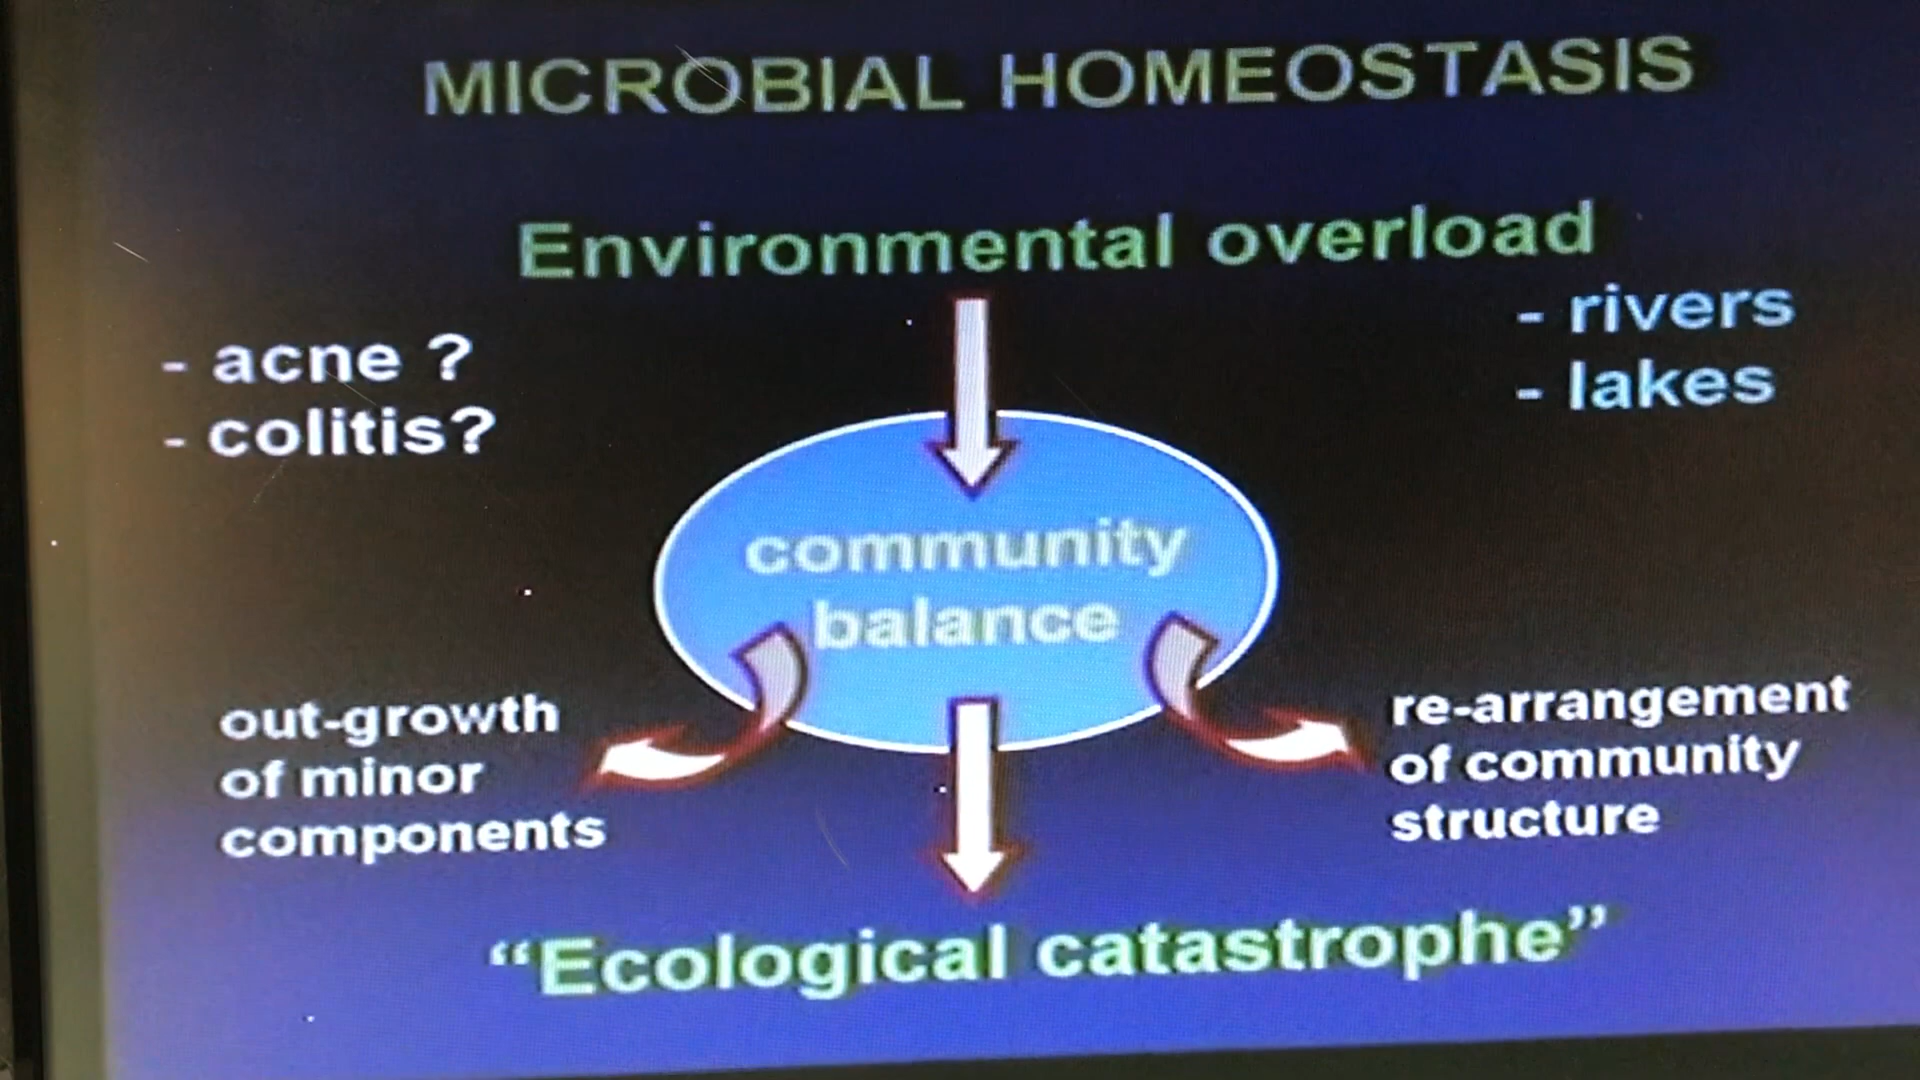 MICROBIAL HOMEOSTASIS
Environmental overload
- rivers
- lakes
- acne ?
- colitis?
community
balance
out-growth
of minor
components
re-arrangement
of community
structure
“Ecological catastrophe”